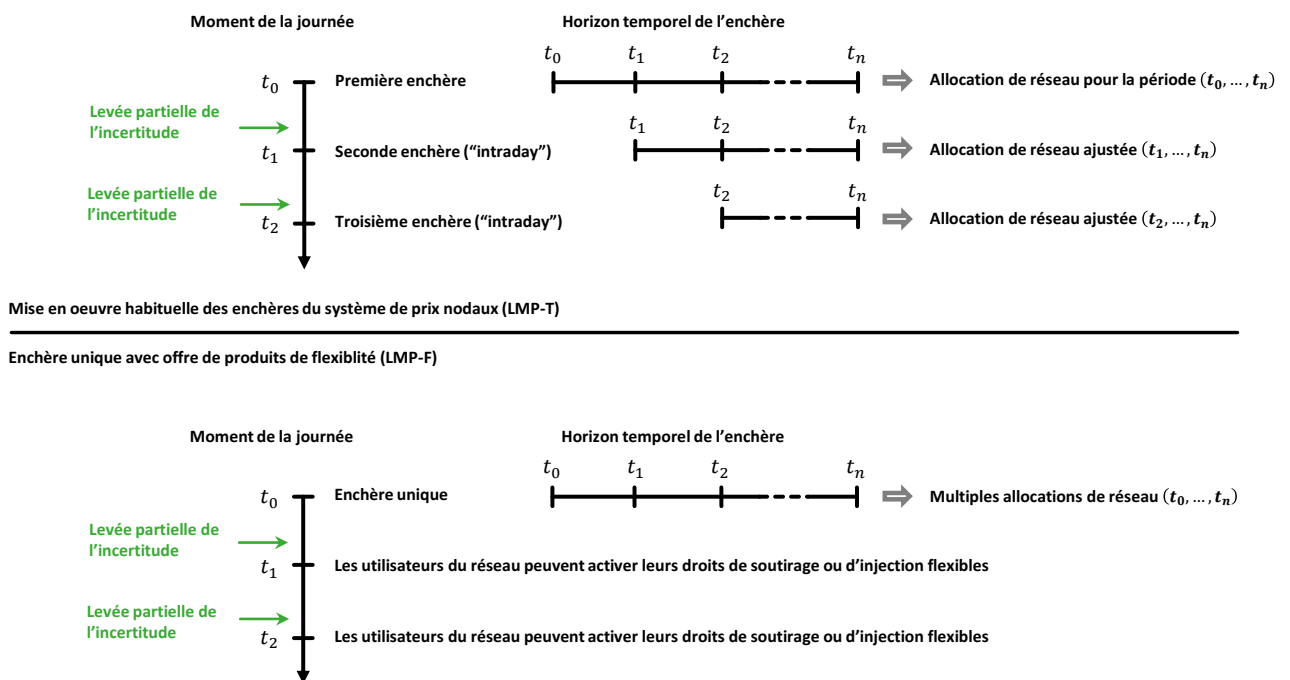 Moment de la journée
Horizon temporel de l'enchère
t₀ t₁ t₂ tₙ
t₀ Première enchère
Allocation de réseau pour la période (t₀, ..., tₙ)
Levée partielle de
l'incertitude
t₁ t₂ tₙ
t₁ Seconde enchère ("intraday")
Allocation de réseau ajustée (t₁, ..., tₙ)
Levée partielle de
l'incertitude
t₂ tₙ
t₂ Troisième enchère ("intraday")
Allocation de réseau ajustée (t₂, ..., tₙ)
Mise en oeuvre habituelle des enchères du système de prix nodaux (LMP-T)
Enchère unique avec offre de produits de flexiblité (LMP-F)
Moment de la journée
Horizon temporel de l'enchère
t₀ t₁ t₂ tₙ
t₀ Enchère unique
Multiples allocations de réseau (t₀, ..., tₙ)
Levée partielle de
l'incertitude
t₁ Les utilisateurs du réseau peuvent activer leurs droits de soutirage ou d'injection flexibles
Levée partielle de
l'incertitude
t₂ Les utilisateurs du réseau peuvent activer leurs droits de soutirage ou d'injection flexibles